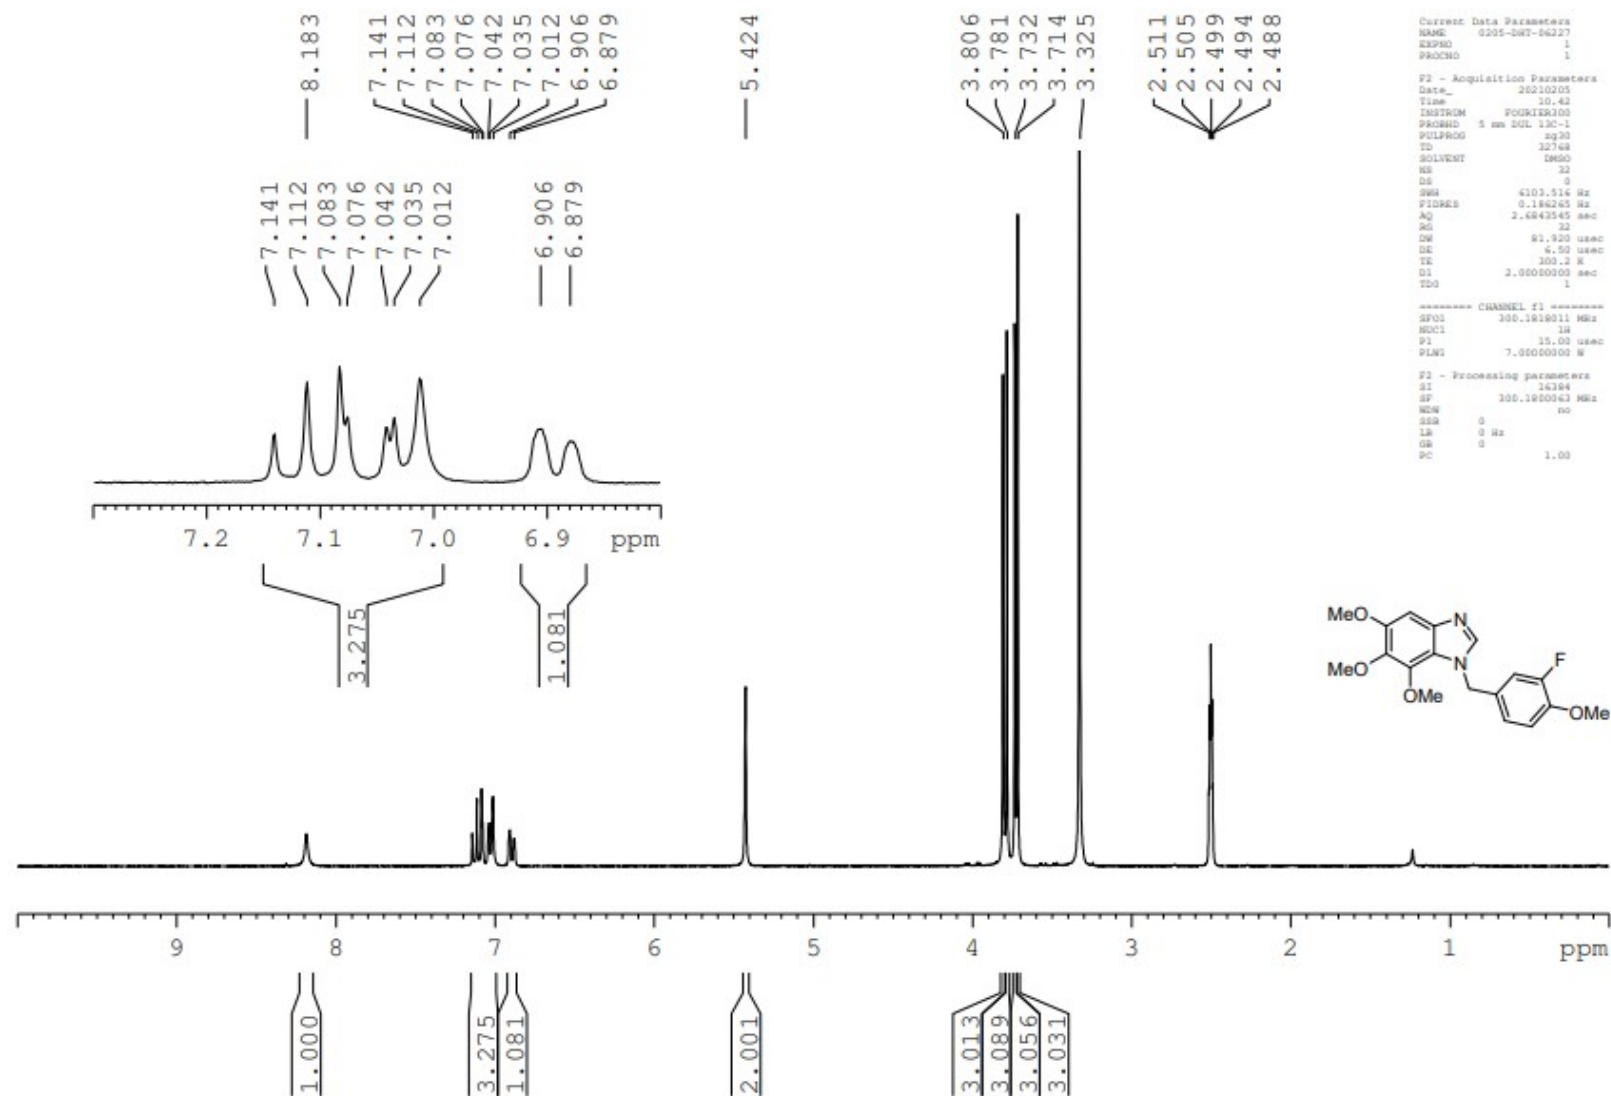 8.183
7.141
7.112
7.083
7.076
7.042
7.035
7.012
6.906
6.879
5.424
3.806
3.781
3.732
3.714
3.325
2.511
2.505
2.499
2.494
2.488
Current Data Parameters
NAME 0205-DHT-06227
EXPNO 1
PROCNO 1
F2 - Acquisition Parameters
Date_ 20210205
Time 10.42
INSTRUM FOURIER300
PROBHD 5 mm DUL 13C-1
PULPROG zg30
TD 32768
SOLVENT DMSO
NS 32
DS 0
SWH 6103.516 Hz
FIDRES 0.186265 Hz
AQ 2.6843545 sec
RG 32
DW 81.920 usec
DE 6.50 usec
TE 300.2 K
D1 2.00000000 sec
TD0 1
======== CHANNEL f1 ========
SFO1 300.1818011 MHz
NUC1 1H
P1 15.00 usec
PLW1 7.00000000 W
F2 - Processing parameters
SI 16384
SF 300.1800063 MHz
WDW no
SSB 0
LB 0 Hz
GB 0
PC 1.00
7.141
7.112
7.083
7.076
7.042
7.035
7.012
6.906
6.879
7.2 7.1 7.0 6.9 ppm
3.275
1.081
MeO
N
MeO
N
F
OMe
OMe
9 8 7 6 5 4 3 2 1 ppm
1.000
3.275
1.081
2.001
3.013
3.089
3.056
3.031